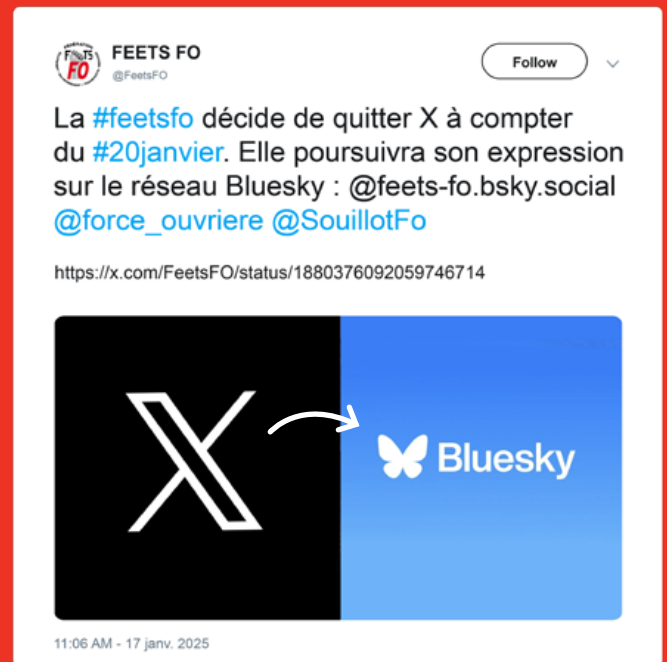 FEETS FO
@FeetsFO
Follow
FEETS
FO
La #feetsfo décide de quitter X à compter
du #20janvier. Elle poursuivra son expression
sur le réseau Bluesky : @feets-fo.bsky.social
@force_ouvriere @SouillotFo
https://x.com/FeetsFO/status/1880376092059746714
X
Bluesky
11:06 AM - 17 janv. 2025